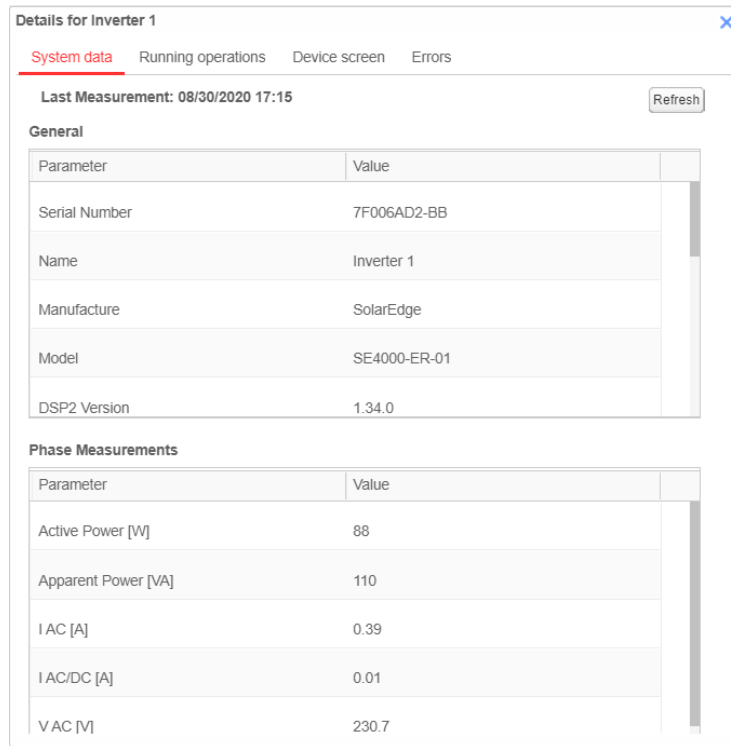 Details for Inverter 1
System data Running operations Device screen Errors
Last Measurement: 08/30/2020 17:15 Refresh
General
Parameter Value
Serial Number 7F006AD2-BB
Name Inverter 1
Manufacture SolarEdge
Model SE4000-ER-01
DSP2 Version 1.34.0
Phase Measurements
Parameter Value
Active Power [W] 88
Apparent Power [VA] 110
I AC [A] 0.39
I AC/DC [A] 0.01
V AC [V] 230.7